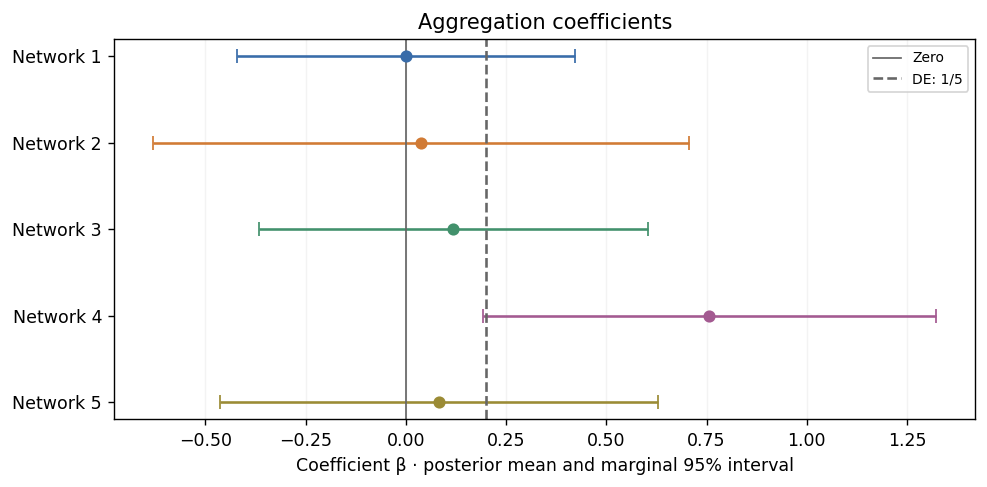 Aggregation coefficients
Network 1
Network 2
Network 3
Network 4
Network 5
Zero
DE: 1/5
−0.50
−0.25
0.00
0.25
0.50
0.75
1.00
1.25
Coefficient β · posterior mean and marginal 95% interval